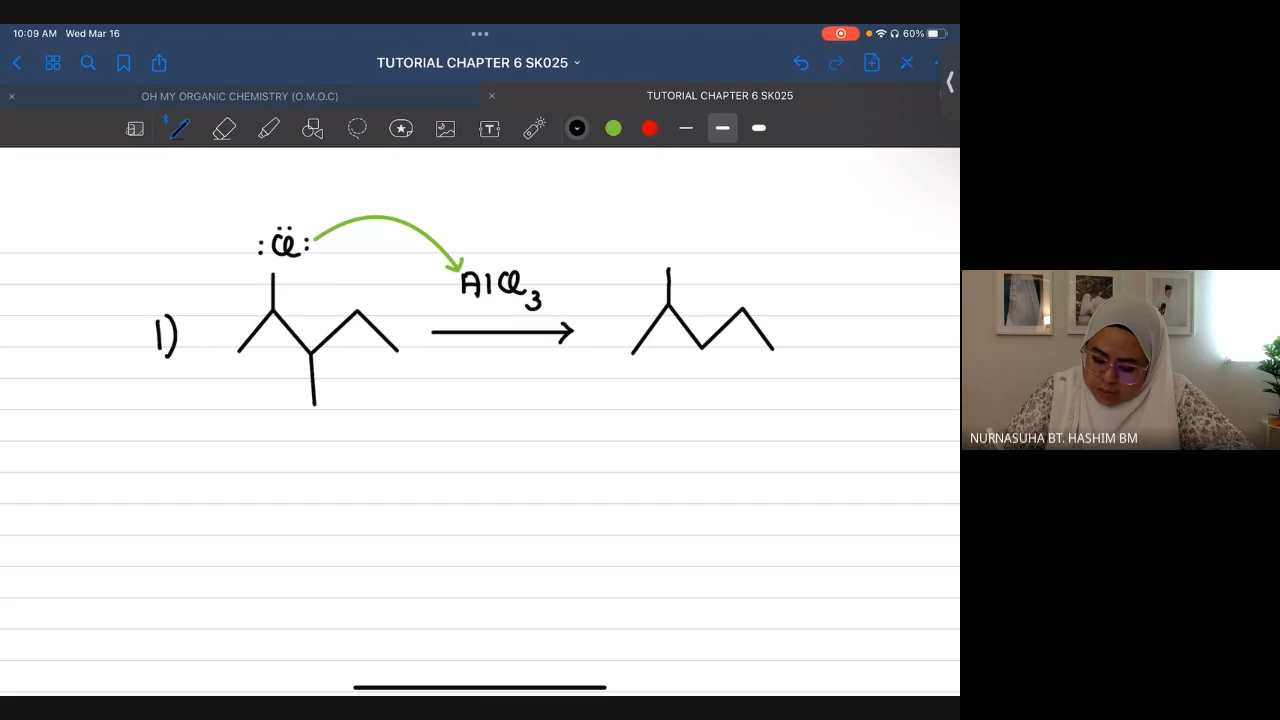 10:09 AM Wed Mar 16
60%
TUTORIAL CHAPTER 6 SK025
OH MY ORGANIC CHEMISTRY (O.M.O.C)
TUTORIAL CHAPTER 6 SK025
:C̈l:
AlCl₃
1)
NURNASUHA BT. HASHIM BM